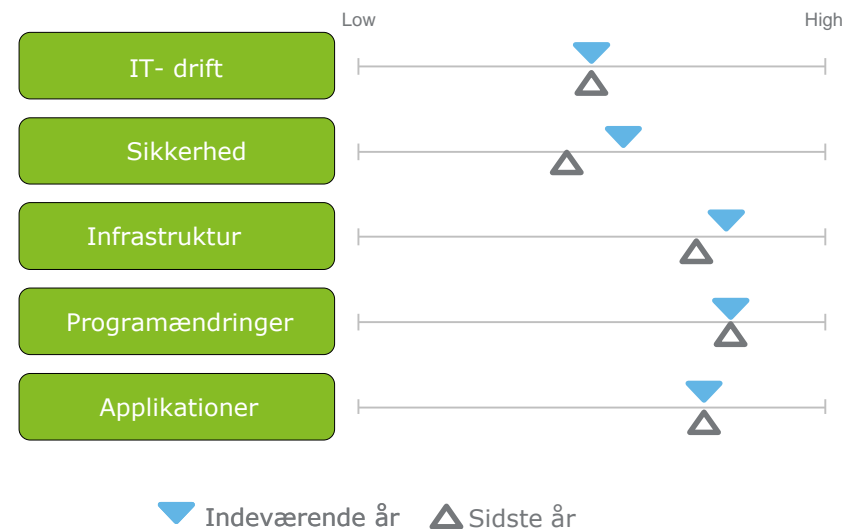 Low High
IT- drift
Sikkerhed
Infrastruktur
Programændringer
Applikationer
Indeværende år Sidste år